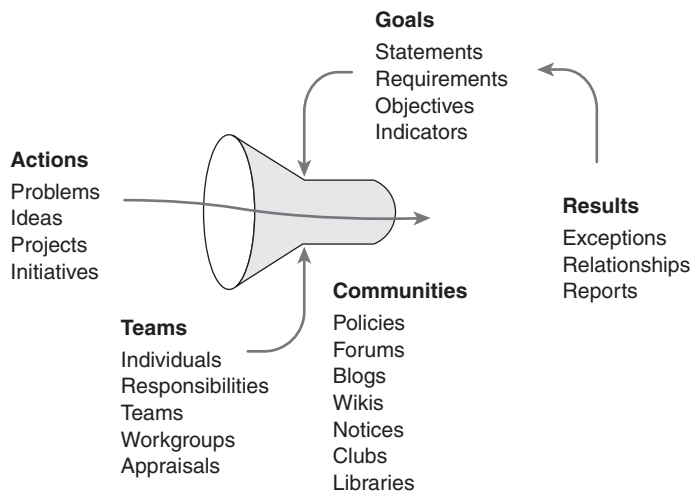 Goals
Statements
Requirements
Objectives
Indicators
Actions
Problems
Ideas
Projects
Initiatives
Results
Exceptions
Relationships
Reports
Teams
Individuals
Responsibilities
Teams
Workgroups
Appraisals
Communities
Policies
Forums
Blogs
Wikis
Notices
Clubs
Libraries